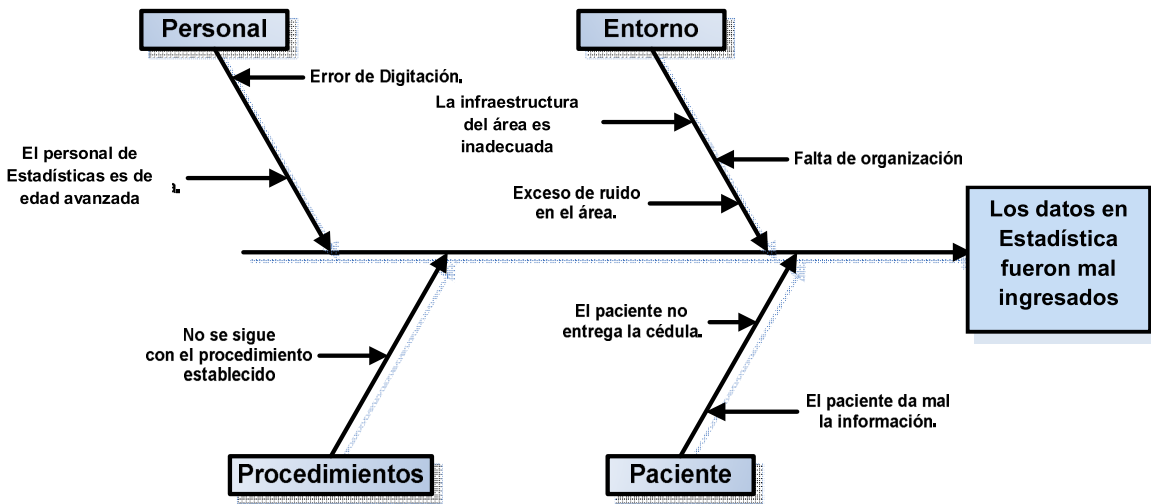 Personal
Entorno
Error de Digitación.
La infraestructura
del área es
inadecuada
El personal de
Estadísticas es de
edad avanzada
a.
Falta de organización
Exceso de ruido
en el área.
Los datos en
Estadística
fueron mal
ingresados
El paciente no
entrega la cédula.
No se sigue
con el procedimiento
establecido
El paciente da mal
la información.
Procedimientos
Paciente